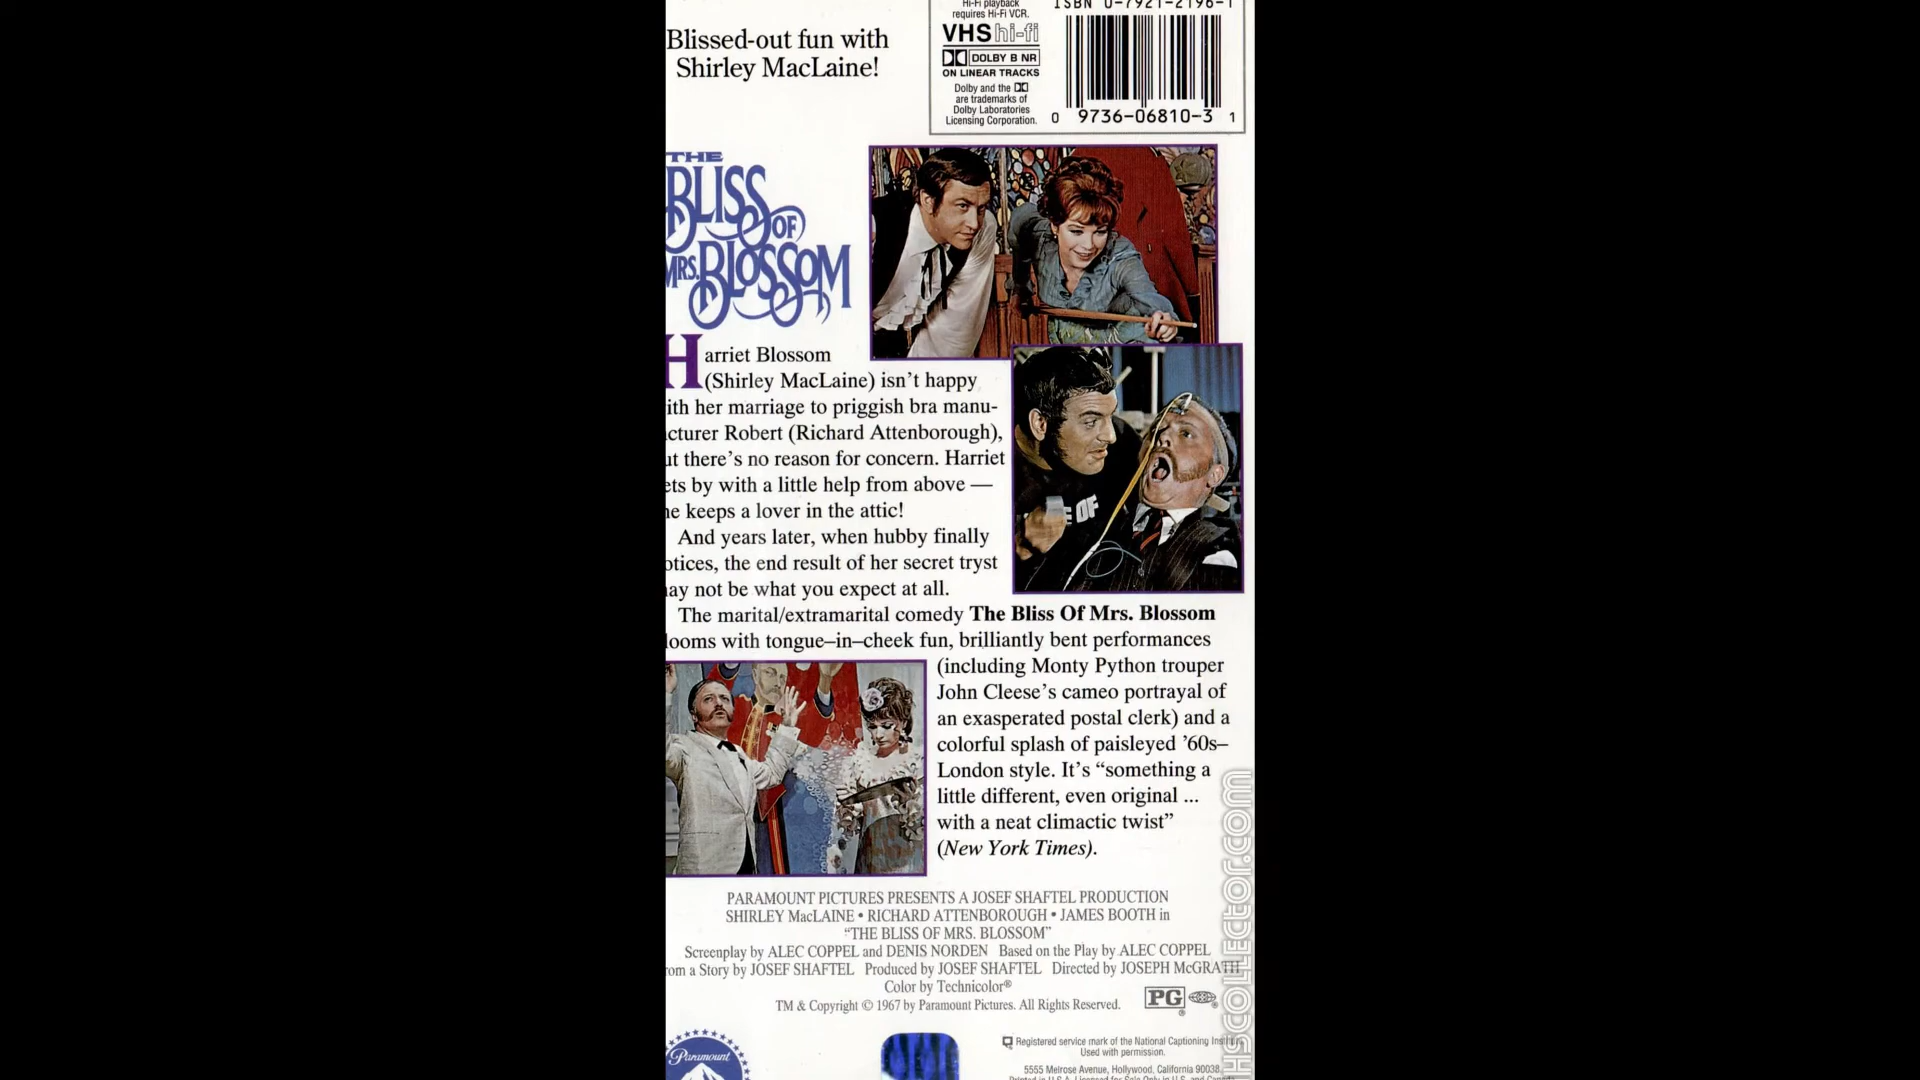 Blissed-out fun with
Shirley MacLaine!
Hi-Fi playback
requires Hi-Fi VCR.
VHS hi-fi
DOLBY B NR
ON LINEAR TRACKS
Dolby and the
are trademarks of
Dolby Laboratories
Licensing Corporation.
ISBN 0-7921-2196-1
0 9736-06810-3 1
THE
BLISS
OF
MRS. BLOSSOM
Harriet Blossom
(Shirley MacLaine) isn't happy
ith her marriage to priggish bra manu-
cturer Robert (Richard Attenborough),
ut there's no reason for concern. Harriet
ets by with a little help from above —
he keeps a lover in the attic!
And years later, when hubby finally
otices, the end result of her secret tryst
ay not be what you expect at all.
The marital/extramarital comedy The Bliss Of Mrs. Blossom
looms with tongue–in–cheek fun, brilliantly bent performances
(including Monty Python trouper
John Cleese's cameo portrayal of
an exasperated postal clerk) and a
colorful splash of paisleyed '60s–
London style. It's "something a
little different, even original ...
with a neat climactic twist"
(New York Times).
OF
PARAMOUNT PICTURES PRESENTS A JOSEF SHAFTEL PRODUCTION
SHIRLEY MacLAINE • RICHARD ATTENBOROUGH • JAMES BOOTH in
"THE BLISS OF MRS. BLOSSOM"
Screenplay by ALEC COPPEL and DENIS NORDEN Based on the Play by ALEC COPPEL
om a Story by JOSEF SHAFTEL Produced by JOSEF SHAFTEL Directed by JOSEPH McGRATH
Color by Technicolor®
TM & Copyright © 1967 by Paramount Pictures. All Rights Reserved.
PG ®
Paramount
Registered service mark of the National Captioning Institute
Used with permission.
5555 Melrose Avenue, Hollywood, California 90038
Printed in U.S.A. Licensed for Sale Only in U.S. and Canada
HSCOLLECTOR.COM